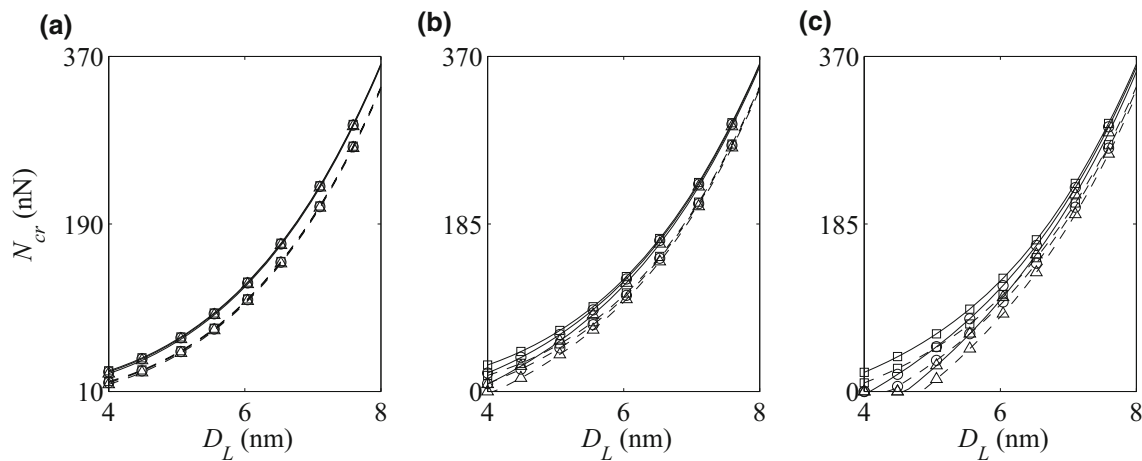 (a) (b) (c)
370 370 370
N_cr (nN)
190 185 185
10 0 0
4 6 8 4 6 8 4 6 8
D_L (nm) D_L (nm) D_L (nm)